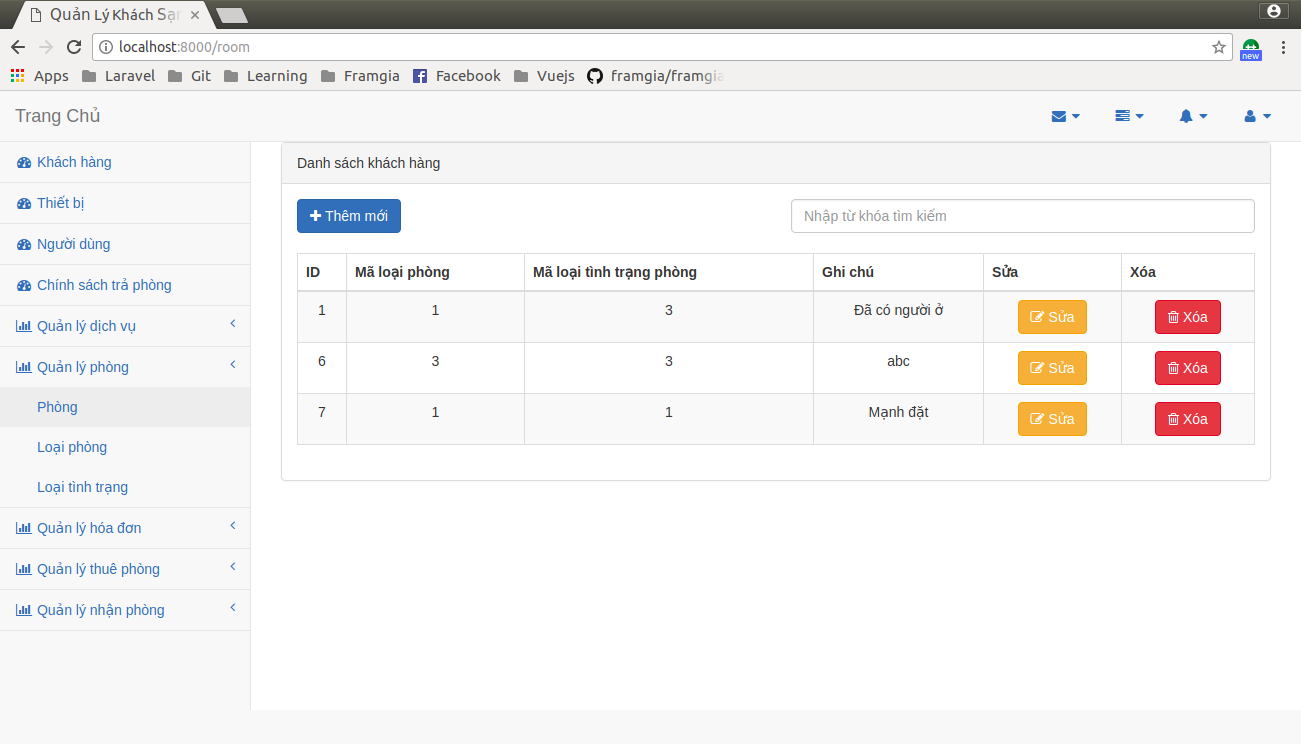 Quản Lý Khách Sạn
localhost:8000/room
new
Apps Laravel Git Learning Framgia Facebook Vuejs framgia/framgia
Trang Chủ
Khách hàng
Thiết bị
Người dùng
Chính sách trả phòng
Quản lý dịch vụ
Quản lý phòng
Phòng
Loại phòng
Loại tình trạng
Quản lý hóa đơn
Quản lý thuê phòng
Quản lý nhận phòng
Danh sách khách hàng
Thêm mới Nhập từ khóa tìm kiếm
ID Mã loại phòng Mã loại tình trạng phòng Ghi chú Sửa Xóa
1 1 3 Đã có người ở Sửa Xóa
6 3 3 abc Sửa Xóa
7 1 1 Mạnh đặt Sửa Xóa